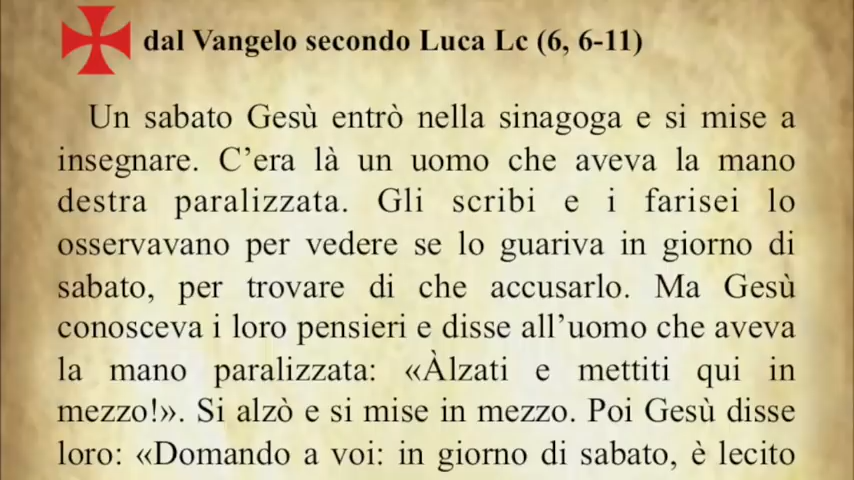 dal Vangelo secondo Luca Lc (6, 6-11)
Un sabato Gesù entrò nella sinagoga e si mise a
insegnare. C’era là un uomo che aveva la mano
destra paralizzata. Gli scribi e i farisei lo
osservavano per vedere se lo guariva in giorno di
sabato, per trovare di che accusarlo. Ma Gesù
conosceva i loro pensieri e disse all’uomo che aveva
la mano paralizzata: «Àlzati e mettiti qui in
mezzo!». Si alzò e si mise in mezzo. Poi Gesù disse
loro: «Domando a voi: in giorno di sabato, è lecito